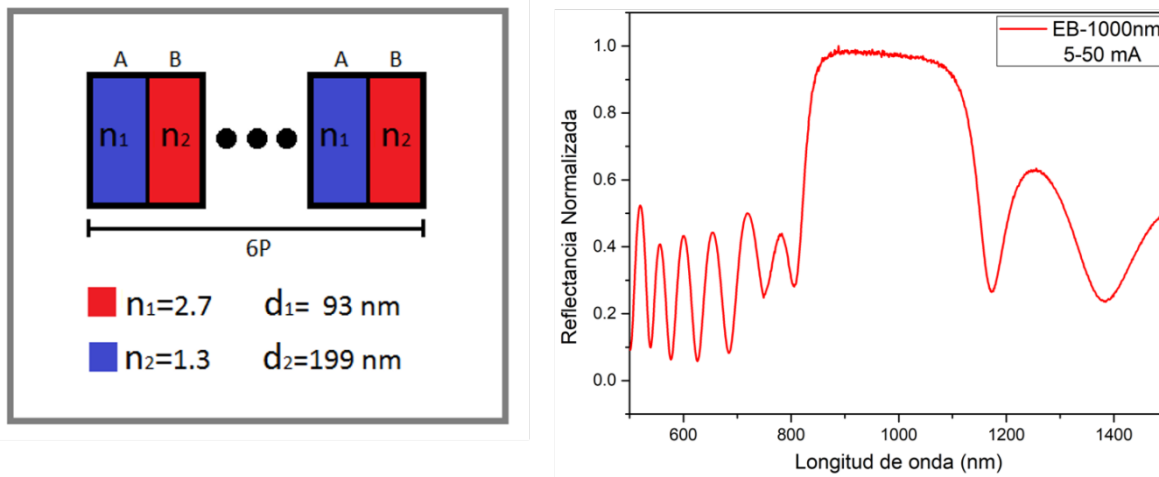 A B A B
n₁ n₂ n₁ n₂
6P
n₁=2.7 d₁= 93 nm
n₂=1.3 d₂=199 nm
EB-1000nm
5-50 mA
Reflectancia Normalizada
1.0
0.8
0.6
0.4
0.2
0.0
600 800 1000 1200 1400
Longitud de onda (nm)